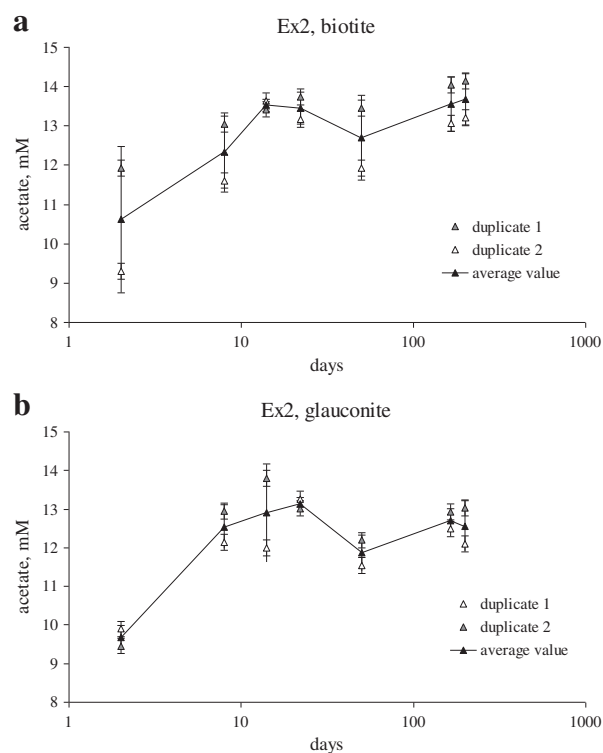 a
Ex2, biotite
15
14
13
12
11
10
9
8
acetate, mM
duplicate 1
duplicate 2
average value
1 10 100 1000
days
b
Ex2, glauconite
15
14
13
12
11
10
9
8
acetate, mM
duplicate 1
duplicate 2
average value
1 10 100 1000
days